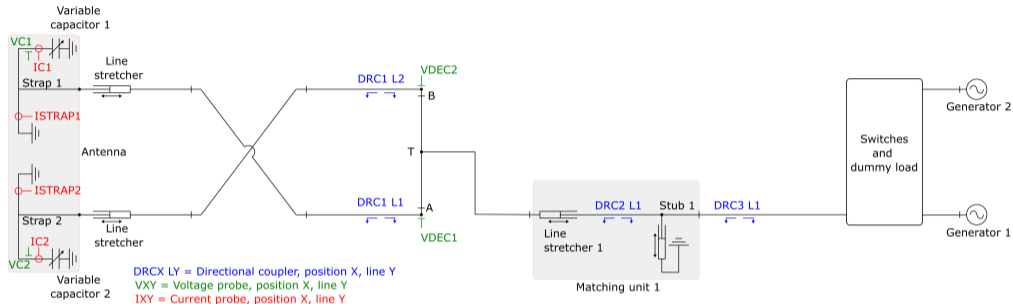 Variable
capacitor 1
VC1
IC1
Strap 1
Line
stretcher
ISTRAP1
Antenna
ISTRAP2
Strap 2
IC2
VC2
Line
stretcher
Variable
capacitor 2
DRC1 L2
VDEC2
B
T
DRC1 L1
A
VDEC1
Line
stretcher 1
DRC2 L1
Stub 1
DRC3 L1
Matching unit 1
Switches
and
dummy load
Generator 2
Generator 1
DRCX LY = Directional coupler, position X, line Y
VXY = Voltage probe, position X, line Y
IXY = Current probe, position X, line Y